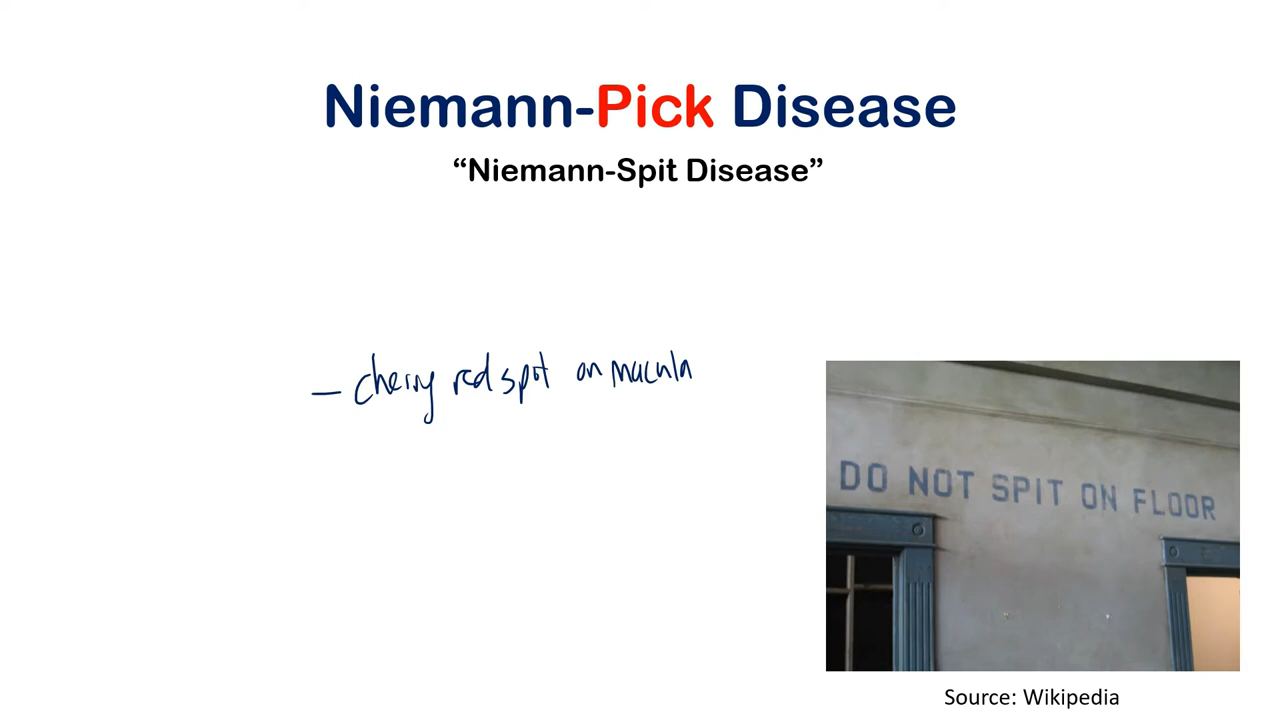 Niemann-Pick Disease
“Niemann-Spit Disease”
— cherry red spot on macula
DO NOT SPIT ON FLOOR
Source: Wikipedia